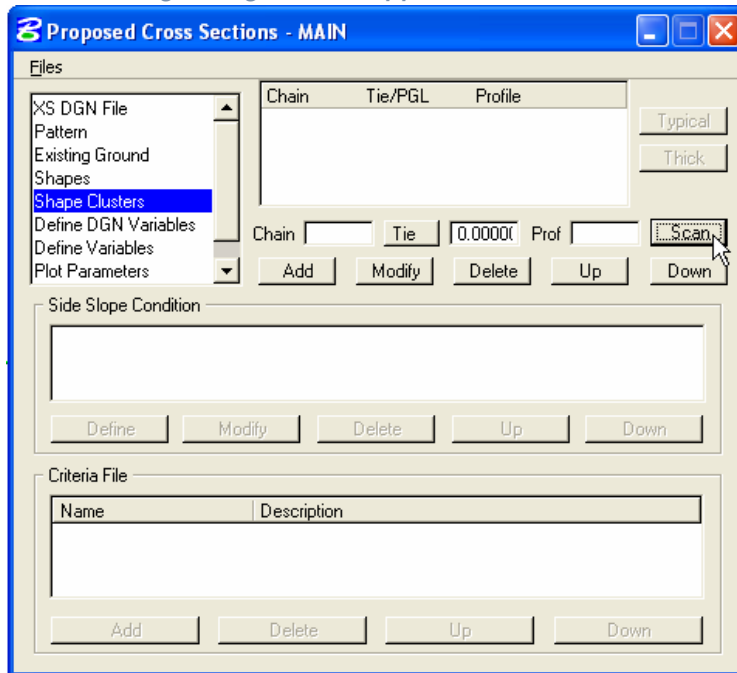 Proposed Cross Sections - MAIN
Files
XS DGN File
Pattern
Existing Ground
Shapes
Shape Clusters
Define DGN Variables
Define Variables
Plot Parameters
Chain Tie/PGL Profile
Typical
Thick
Chain Tie 0.00000 Prof Scan
Add Modify Delete Up Down
Side Slope Condition
Define Modify Delete Up Down
Criteria File
Name Description
Add Delete Up Down